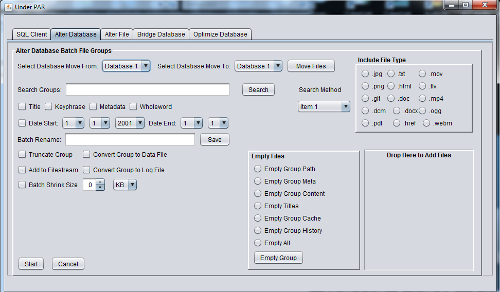 Under PAR
SQL Client Alter Database Alter File Bridge Database Optimize Database
Alter Database Batch File Groups
Select Database Move From: Database 1 Select Database Move To: Database 1 Move Files
Include File Type
.jpg .txt .mov
.png .html .flv
.gif .doc .mp4
.dcm .docx .ogg
.pdf .href .webm
Search Groups: Search Search Method
Title Keyphrase Metadata Wholeword Item 1
Date Start: 1 1 2001 Date End: 1 1
Batch Rename: Save
Truncate Group Convert Group to Data File
Add to Filestream Convert Group to Log File
Batch Shrink Size 0 KB
Empty Files
Empty Group Path
Empty Group Meta
Empty Group Content
Empty Titles
Empty Group Cache
Empty Group History
Empty All
Empty Group
Drop Here to Add Files
Start Cancel